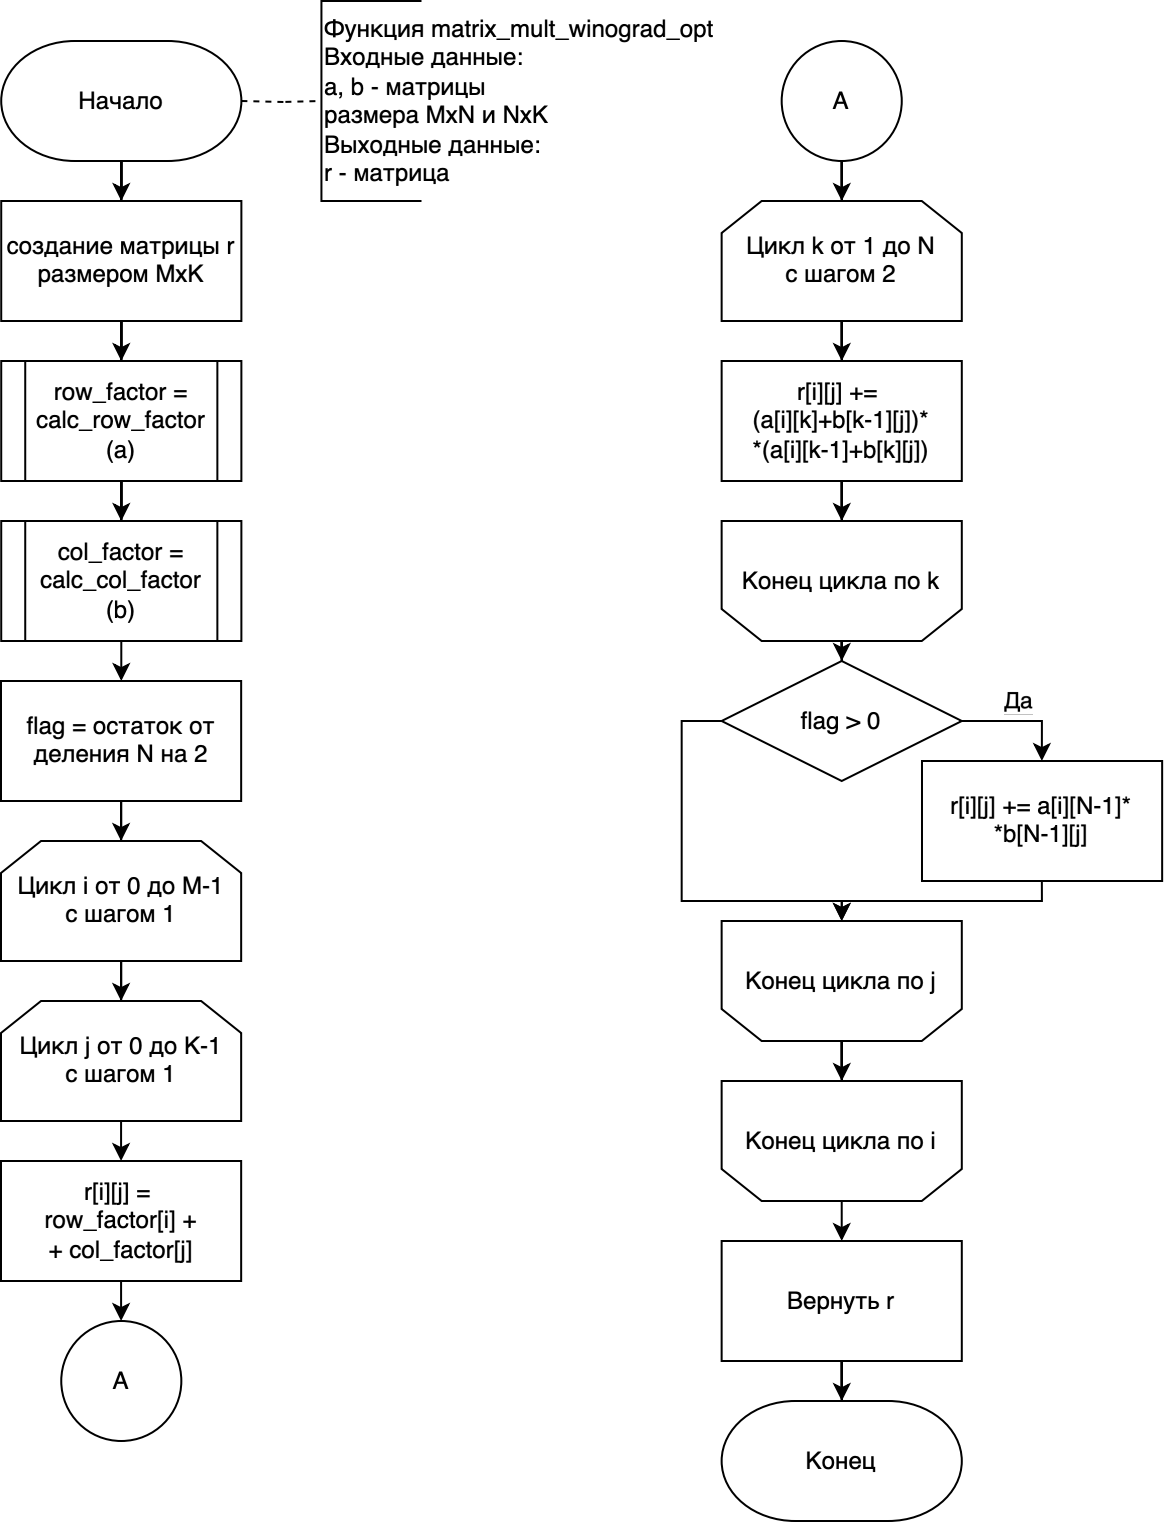 Начало
Функция matrix_mult_winograd_opt
Входные данные:
a, b - матрицы
размера MxN и NxK
Выходные данные:
r - матрица
создание матрицы r
размером MxK
row_factor =
calc_row_factor
(a)
col_factor =
calc_col_factor
(b)
flag = остаток от
деления N на 2
Цикл i от 0 до M-1
с шагом 1
Цикл j от 0 до K-1
с шагом 1
r[i][j] =
row_factor[i] +
+ col_factor[j]
A
A
Цикл k от 1 до N
с шагом 2
r[i][j] +=
(a[i][k]+b[k-1][j])*
*(a[i][k-1]+b[k][j])
Конец цикла по k
flag > 0
Да
r[i][j] += a[i][N-1]*
*b[N-1][j]
Конец цикла по j
Конец цикла по i
Вернуть r
Конец